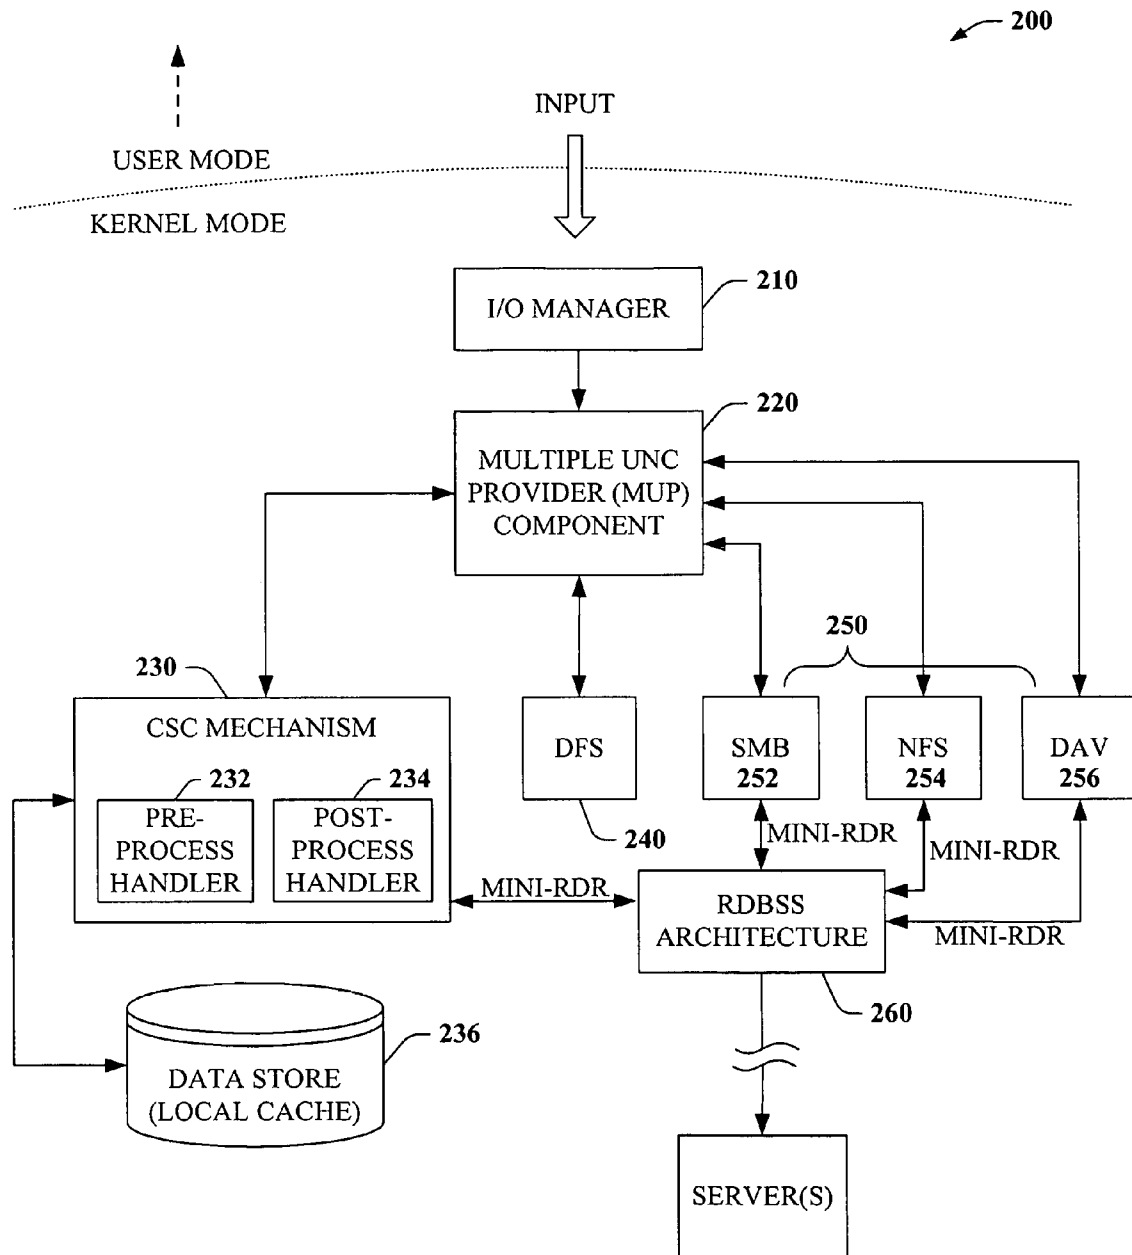 200
INPUT
USER MODE
KERNEL MODE
210
I/O MANAGER
220
MULTIPLE UNC
PROVIDER (MUP)
COMPONENT
250
230
CSC MECHANISM
232
PRE-
PROCESS
HANDLER
234
POST-
PROCESS
HANDLER
DFS
240
SMB
252
NFS
254
DAV
256
MINI-RDR
MINI-RDR
MINI-RDR
MINI-RDR
RDBSS
ARCHITECTURE
260
236
DATA STORE
(LOCAL CACHE)
SERVER(S)